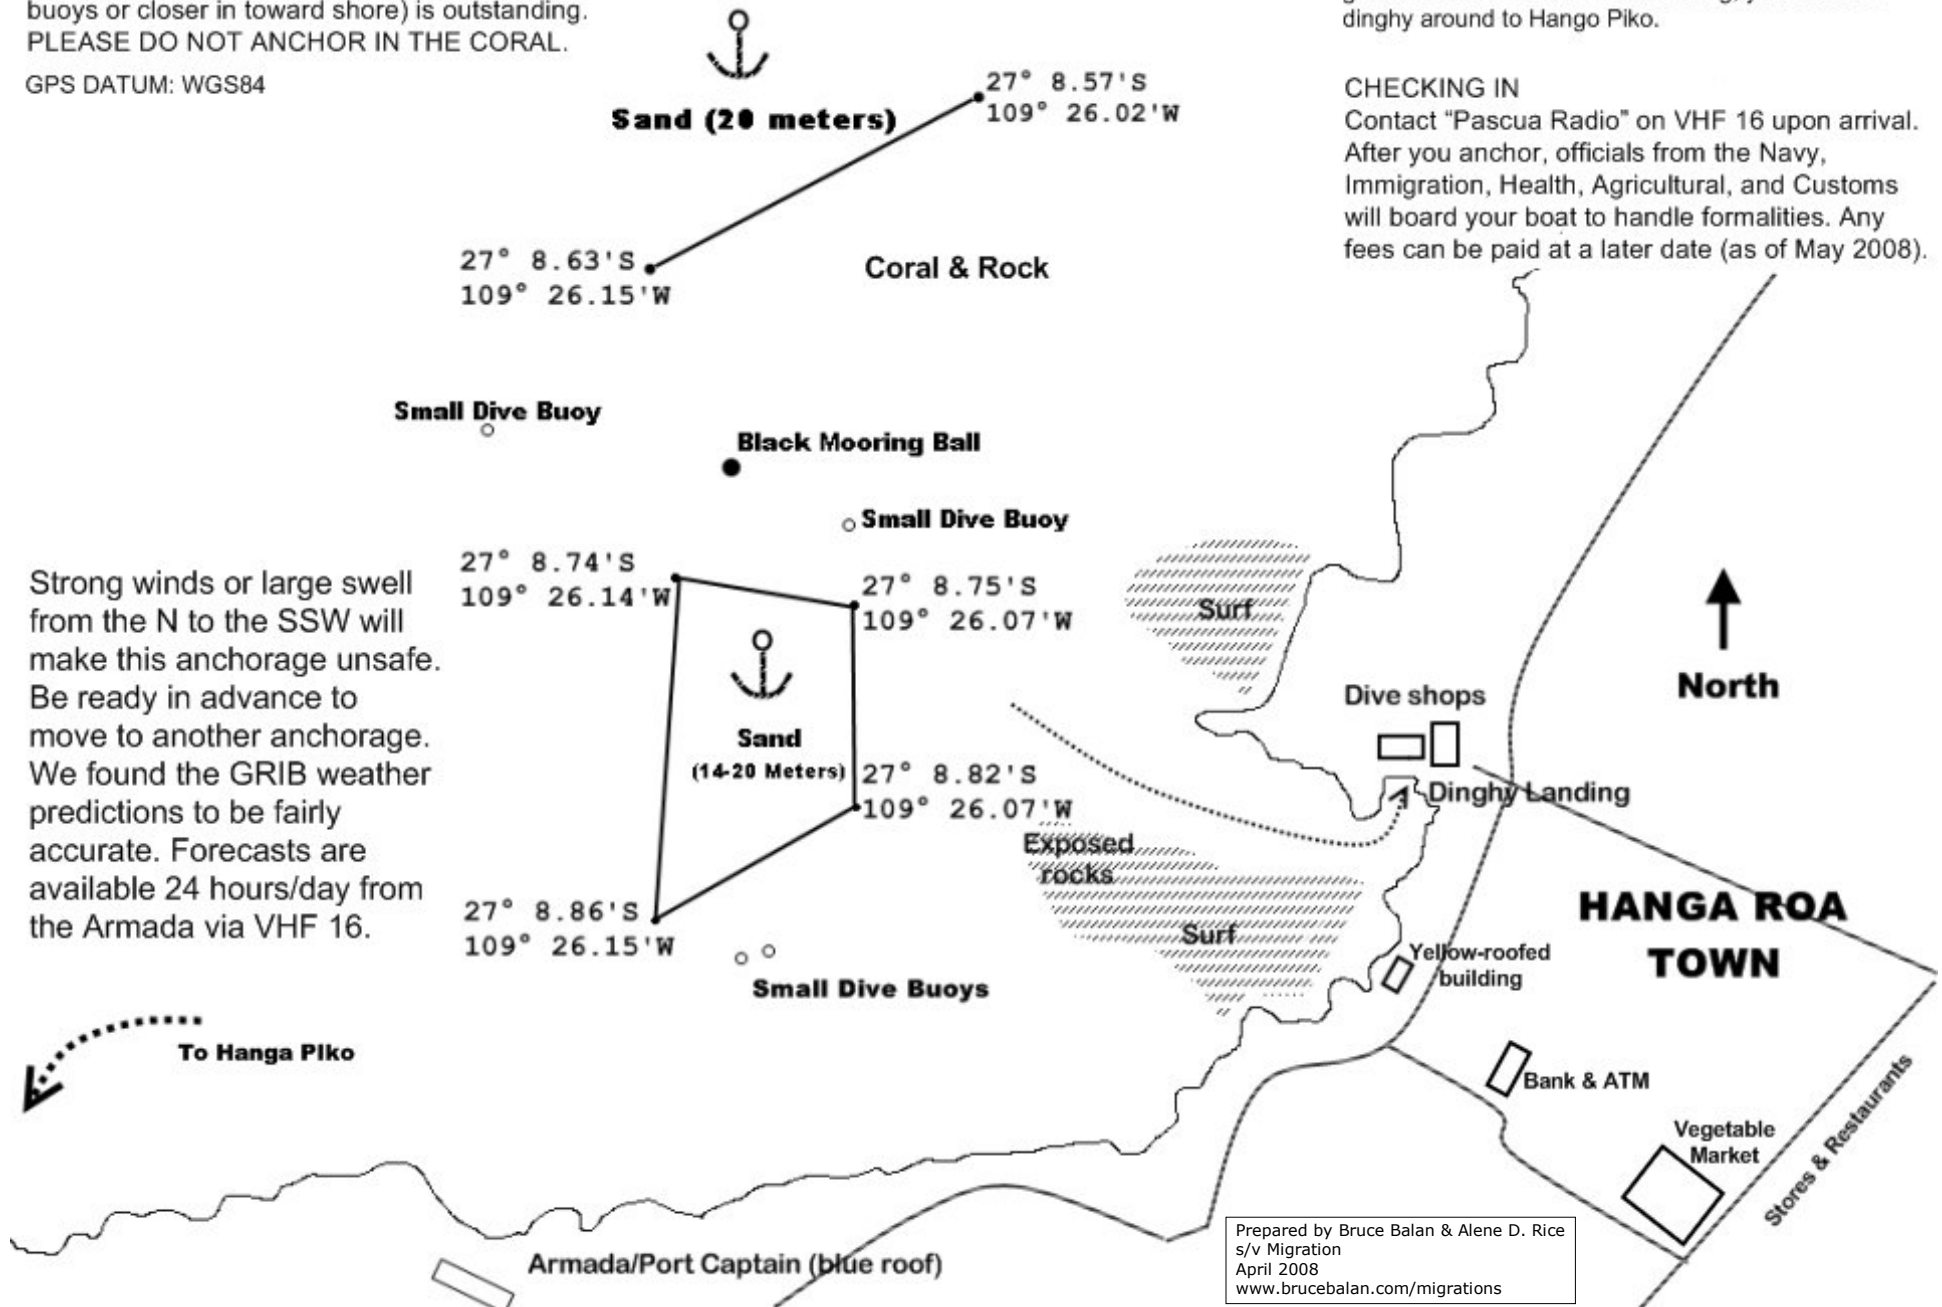 buoys or closer in toward shore) is outstanding.
PLEASE DO NOT ANCHOR IN THE CORAL.
GPS DATUM: WGS84
dinghy around to Hango Piko.
CHECKING IN
Contact “Pascua Radio” on VHF 16 upon arrival.
After you anchor, officials from the Navy,
Immigration, Health, Agricultural, and Customs
will board your boat to handle formalities. Any
fees can be paid at a later date (as of May 2008).
Sand (20 meters)
27° 8.57'S
109° 26.02'W
27° 8.63'S
109° 26.15'W
Coral & Rock
Small Dive Buoy
Black Mooring Ball
Small Dive Buoy
Strong winds or large swell
from the N to the SSW will
make this anchorage unsafe.
Be ready in advance to
move to another anchorage.
We found the GRIB weather
predictions to be fairly
accurate. Forecasts are
available 24 hours/day from
the Armada via VHF 16.
27° 8.74'S
109° 26.14'W
27° 8.75'S
109° 26.07'W
Sand
(14-20 Meters)
27° 8.82'S
109° 26.07'W
27° 8.86'S
109° 26.15'W
Small Dive Buoys
Surf
North
Dive shops
Dinghy Landing
Exposed
rocks
Surf
HANGA ROA
TOWN
Yellow-roofed
building
To Hanga PIko
Bank & ATM
Vegetable
Market
Stores & Restaurants
Armada/Port Captain (blue roof)
Prepared by Bruce Balan & Alene D. Rice
s/v Migration
April 2008
www.brucebalan.com/migrations